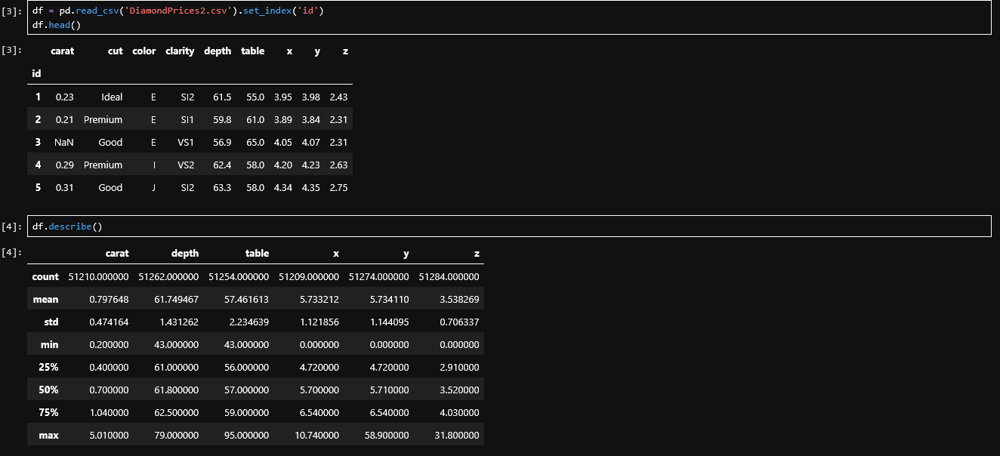 [3]: df = pd.read_csv('DiamondPrices2.csv').set_index('id')
df.head()
[3]: carat cut color clarity depth table x y z
id
1 0.23 Ideal E SI2 61.5 55.0 3.95 3.98 2.43
2 0.21 Premium E SI1 59.8 61.0 3.89 3.84 2.31
3 NaN Good E VS1 56.9 65.0 4.05 4.07 2.31
4 0.29 Premium I VS2 62.4 58.0 4.20 4.23 2.63
5 0.31 Good J SI2 63.3 58.0 4.34 4.35 2.75
[4]: df.describe()
[4]: carat depth table x y z
count 51210.000000 51262.000000 51254.000000 51209.000000 51274.000000 51284.000000
mean 0.797648 61.749467 57.461613 5.733212 5.734110 3.538269
std 0.474164 1.431262 2.234639 1.121856 1.144095 0.706337
min 0.200000 43.000000 43.000000 0.000000 0.000000 0.000000
25% 0.400000 61.000000 56.000000 4.720000 4.720000 2.910000
50% 0.700000 61.800000 57.000000 5.700000 5.710000 3.520000
75% 1.040000 62.500000 59.000000 6.540000 6.540000 4.030000
max 5.010000 79.000000 95.000000 10.740000 58.900000 31.800000